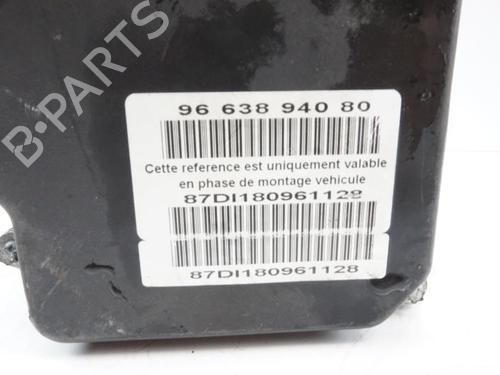 B-PARTS
96 638 940 80
Cette reference est uniquement valable
en phase de montage vehicule
87DI180961128
87DI180961128